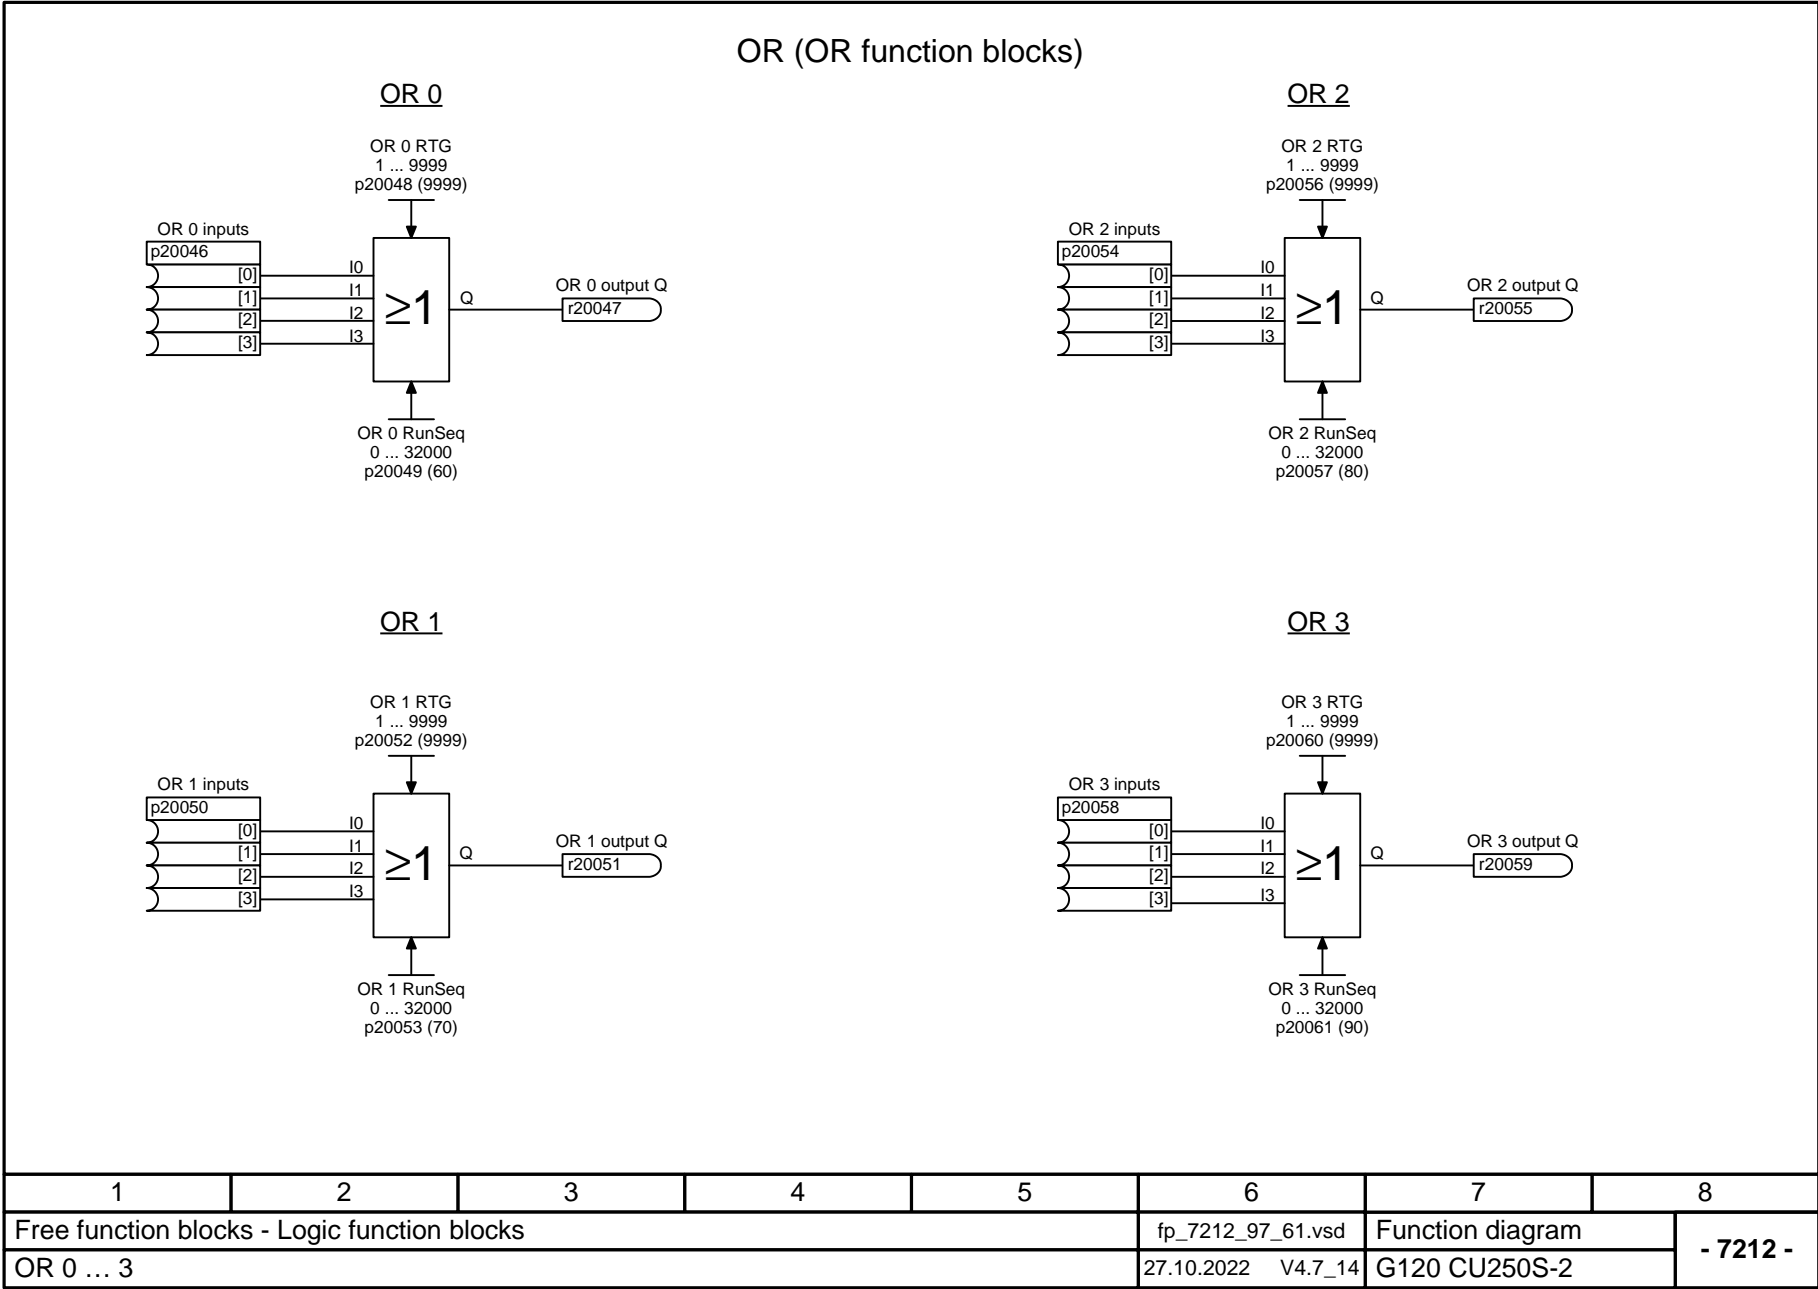 OR (OR function blocks)
OR 0
OR 0 RTG
1 ... 9999
p20048 (9999)
OR 0 inputs
p20046
[0]
[1]
[2]
[3]
I0
I1
I2
I3
≥1
Q
OR 0 output Q
r20047
OR 0 RunSeq
0 ... 32000
p20049 (60)
OR 2
OR 2 RTG
1 ... 9999
p20056 (9999)
OR 2 inputs
p20054
[0]
[1]
[2]
[3]
I0
I1
I2
I3
≥1
Q
OR 2 output Q
r20055
OR 2 RunSeq
0 ... 32000
p20057 (80)
OR 1
OR 1 RTG
1 ... 9999
p20052 (9999)
OR 1 inputs
p20050
[0]
[1]
[2]
[3]
I0
I1
I2
I3
≥1
Q
OR 1 output Q
r20051
OR 1 RunSeq
0 ... 32000
p20053 (70)
OR 3
OR 3 RTG
1 ... 9999
p20060 (9999)
OR 3 inputs
p20058
[0]
[1]
[2]
[3]
I0
I1
I2
I3
≥1
Q
OR 3 output Q
r20059
OR 3 RunSeq
0 ... 32000
p20061 (90)
1 2 3 4 5 6 7 8
Free function blocks - Logic function blocks
fp_7212_97_61.vsd
Function diagram
- 7212 -
OR 0 … 3
27.10.2022 V4.7_14
G120 CU250S-2